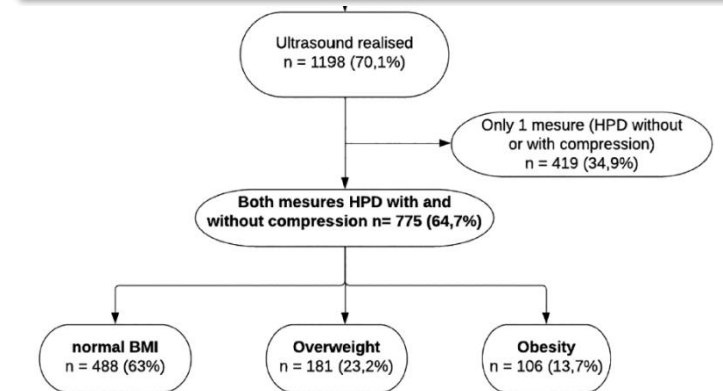 Ultrasound realised
n = 1198 (70,1%)
Only 1 mesure (HPD without
or with compression)
n = 419 (34,9%)
Both mesures HPD with and
without compression n= 775 (64,7%)
normal BMI
n = 488 (63%)
Overweight
n = 181 (23,2%)
Obesity
n = 106 (13,7%)